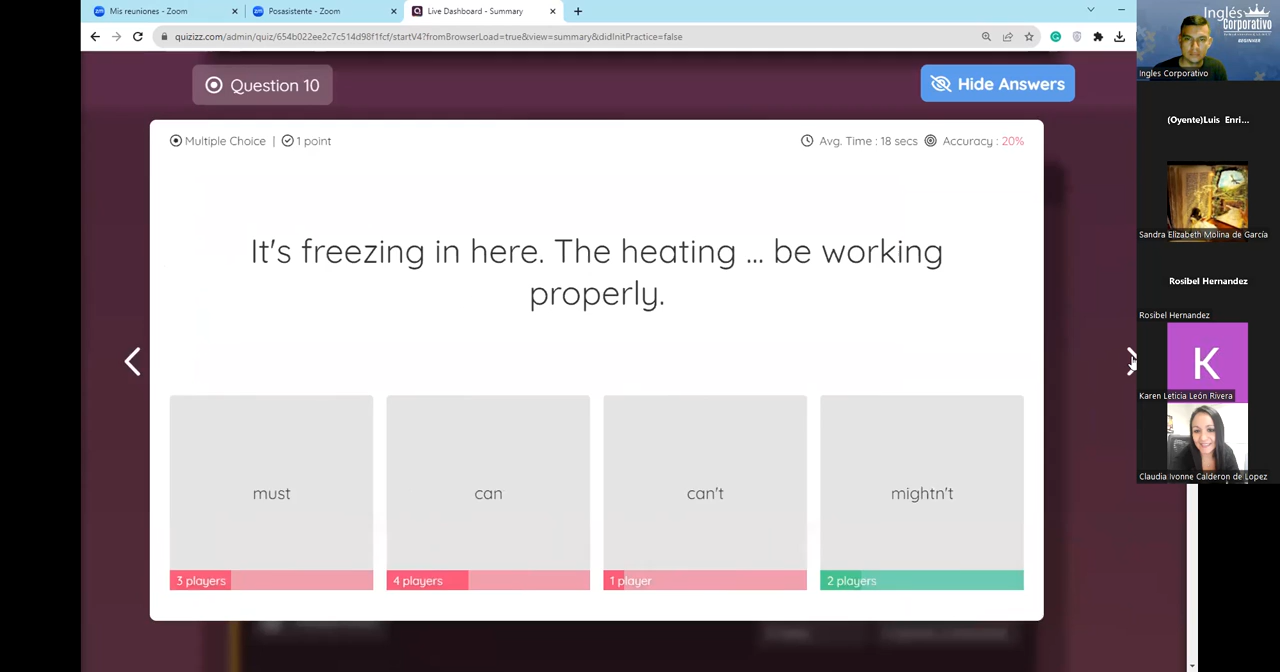 Mis reuniones - Zoom
Posasistente - Zoom
Live Dashboard - Summary
quizizz.com/admin/quiz/654b022ee2c7c514d98f1fcf/startV4?fromBrowserLoad=true&view=summary&didInitPractice=false
Question 10
Hide Answers
Multiple Choice | 1 point
Avg. Time : 18 secs
Accuracy : 20%
It's freezing in here. The heating ... be working
properly.
must
can
can't
mightn't
3 players
4 players
1 player
2 players
Inglés
Corporativo
BEGINNER
Ingles Corporativo
(Oyente)Luis Enri...
Sandra Elizabeth Molina de García
Rosibel Hernandez
Rosibel Hernandez
K
Karen Leticia León Rivera
Claudia Ivonne Calderon de Lopez